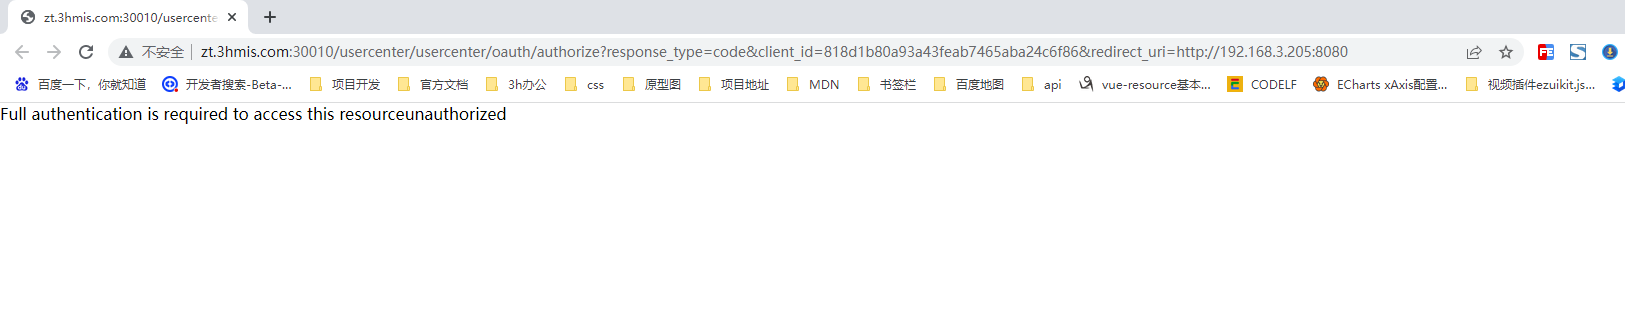 zt.3hmis.com:30010/usercente
不安全 zt.3hmis.com:30010/usercenter/usercenter/oauth/authorize?response_type=code&client_id=818d1b80a93a43feab7465aba24c6f86&redirect_uri=http://192.168.3.205:8080
百度一下，你就知道 开发者搜索-Beta-... 项目开发 官方文档 3h办公 css 原型图 项目地址 MDN 书签栏 百度地图 api vue-resource基本... CODELF ECharts xAxis配置... 视频插件ezuikit.js...
Full authentication is required to access this resourceunauthorized